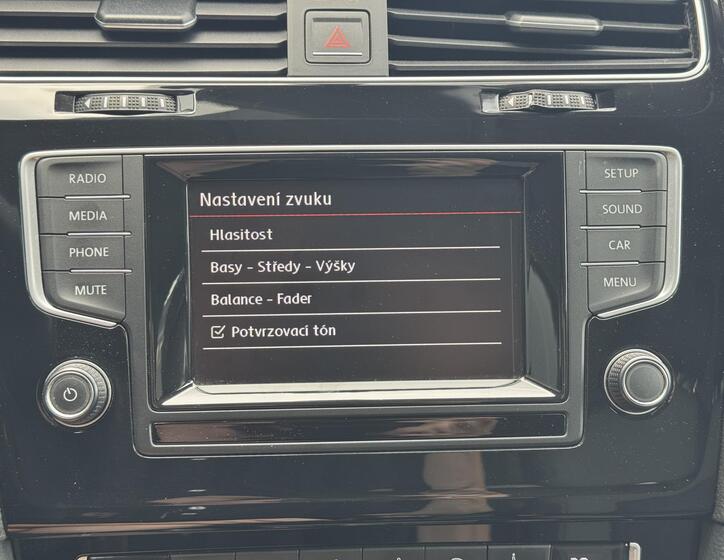 RADIO
MEDIA
PHONE
MUTE
Nastavení zvuku
Hlasitost
Basy - Středy - Výšky
Balance - Fader
Potvrzovací tón
SETUP
SOUND
CAR
MENU